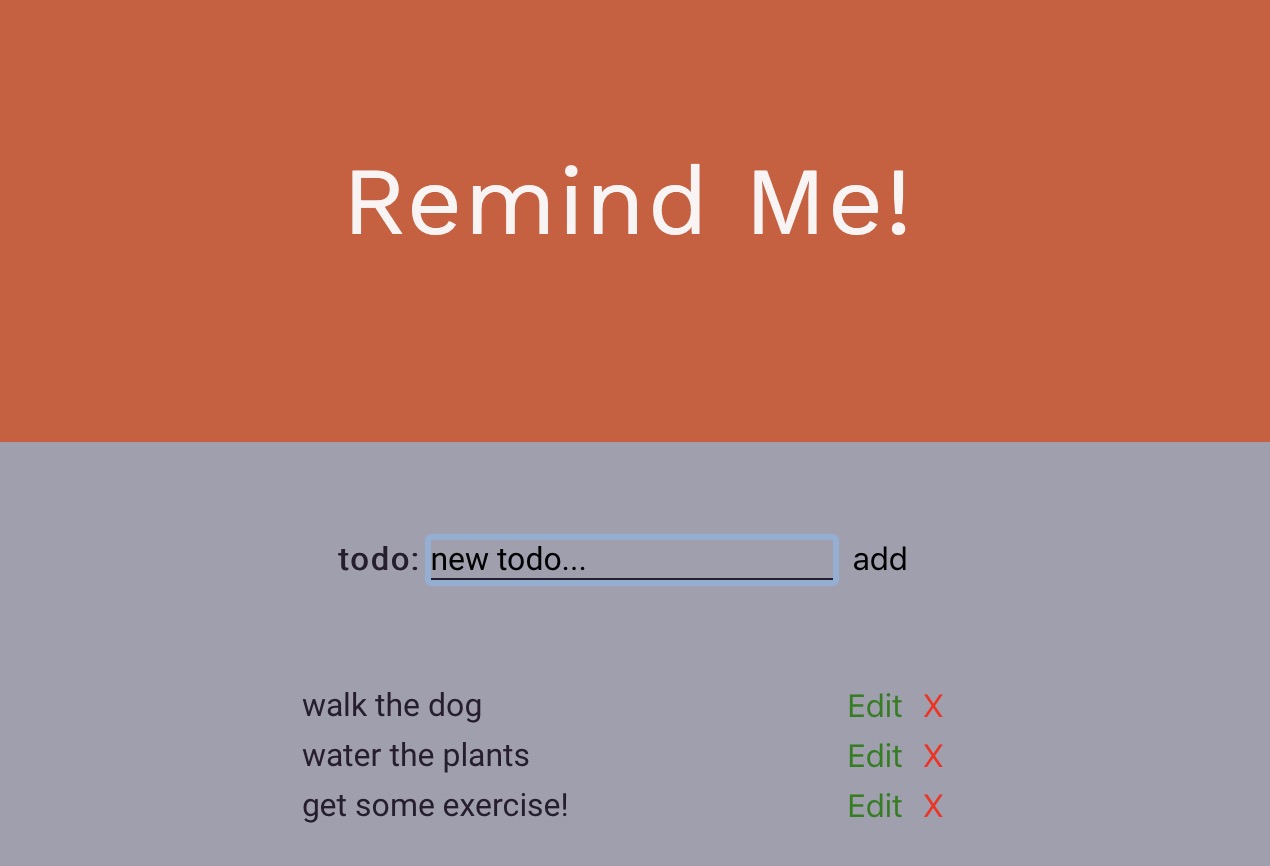 Remind Me!
todo: new todo... add
walk the dog Edit X
water the plants Edit X
get some exercise! Edit X